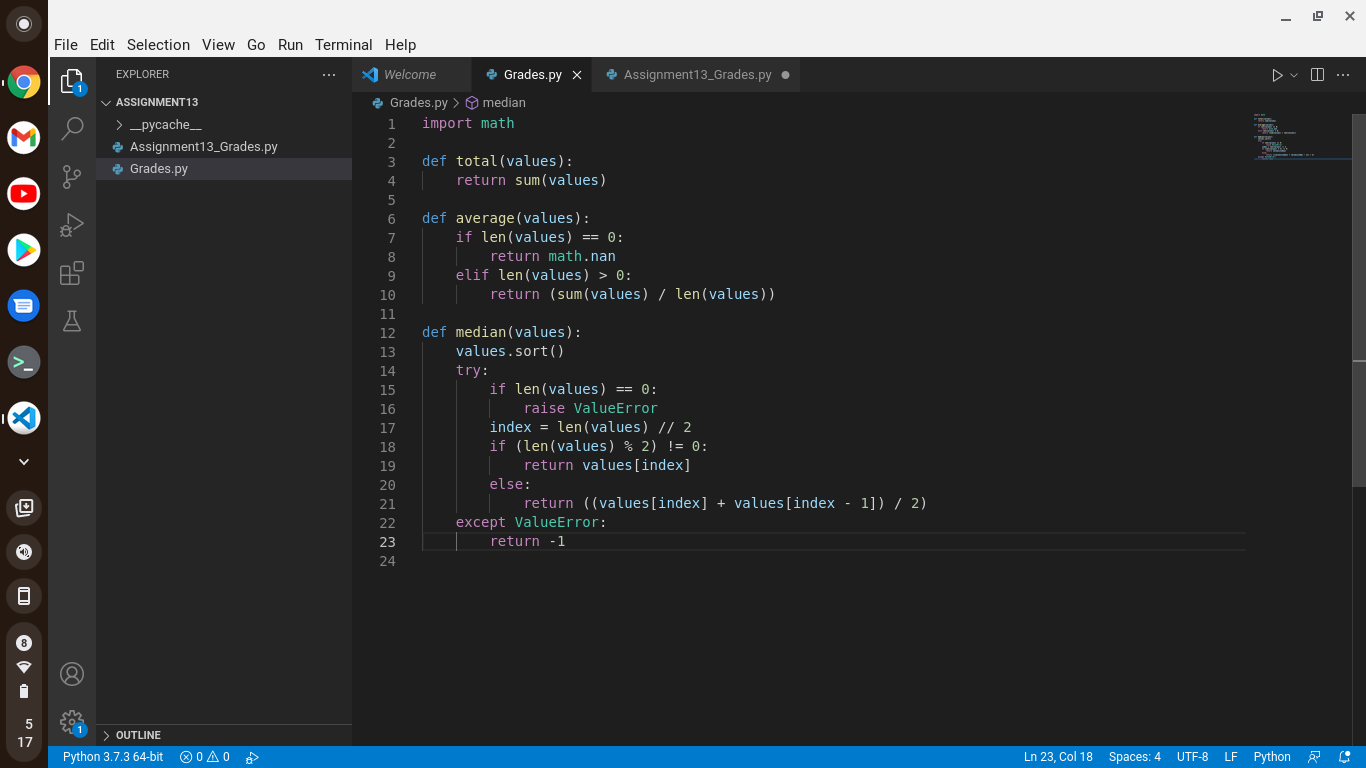 File Edit Selection View Go Run Terminal Help
EXPLORER
Welcome
Grades.py
Assignment13_Grades.py
1
ASSIGNMENT13
__pycache__
Assignment13_Grades.py
Grades.py
Grades.py > median
1 import math
2
3 def total(values):
4     return sum(values)
5
6 def average(values):
7     if len(values) == 0:
8         return math.nan
9     elif len(values) > 0:
10         return (sum(values) / len(values))
11
12 def median(values):
13     values.sort()
14     try:
15         if len(values) == 0:
16             raise ValueError
17         index = len(values) // 2
18         if (len(values) % 2) != 0:
19             return values[index]
20         else:
21             return ((values[index] + values[index - 1]) / 2)
22     except ValueError:
23         return -1
24
8
5
17
1
OUTLINE
Python 3.7.3 64-bit 0 0 Ln 23, Col 18 Spaces: 4 UTF-8 LF Python